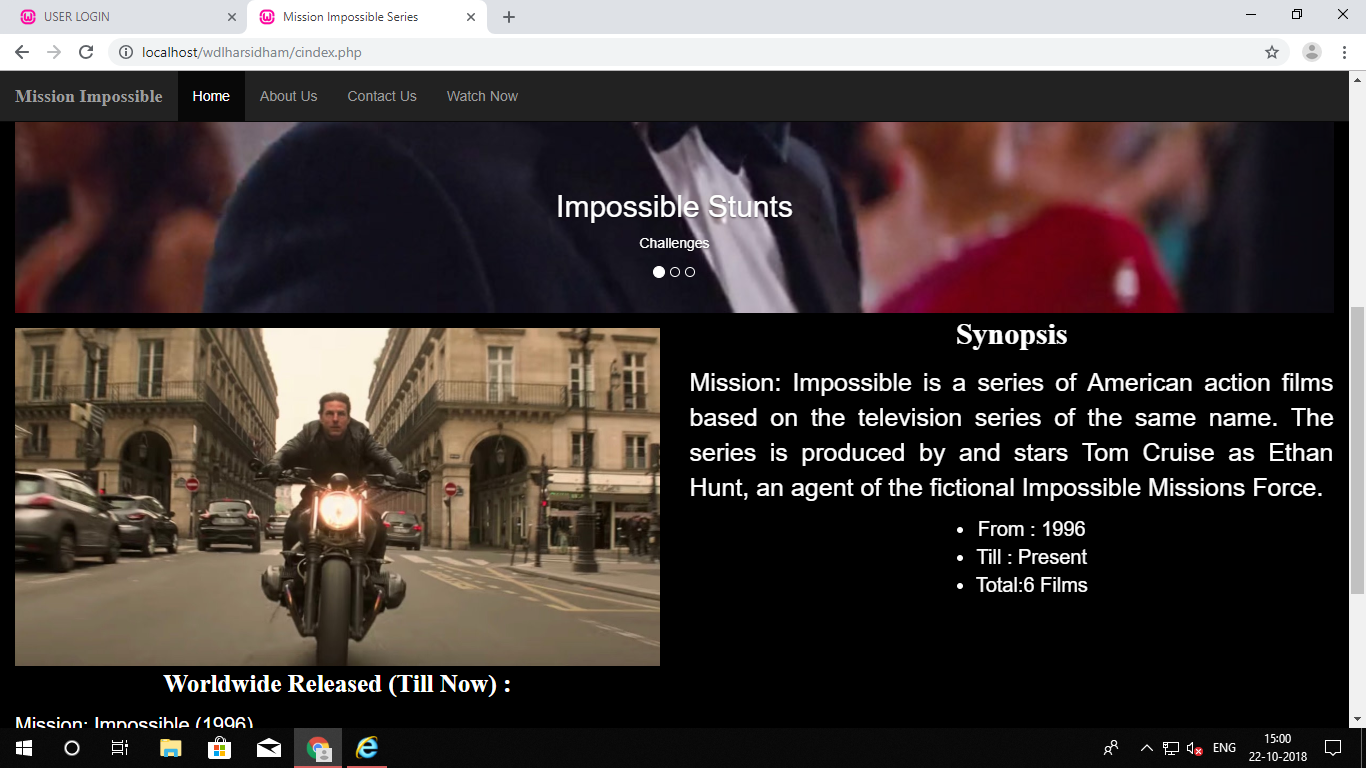 USER LOGIN
Mission Impossible Series
localhost/wdlharsidham/cindex.php
Mission Impossible Home About Us Contact Us Watch Now
Impossible Stunts
Challenges
Synopsis
Mission: Impossible is a series of American action films
based on the television series of the same name. The
series is produced by and stars Tom Cruise as Ethan
Hunt, an agent of the fictional Impossible Missions Force.
From : 1996
Till : Present
Total:6 Films
Worldwide Released (Till Now) :
Mission: Impossible (1996)
ENG
15:00
22-10-2018